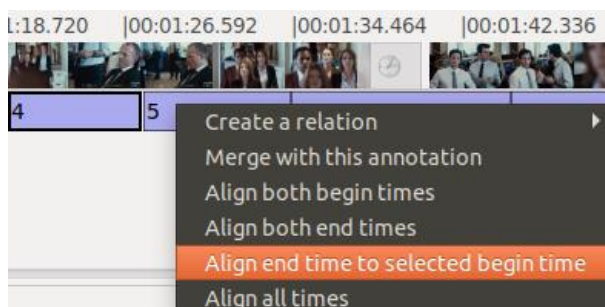 1:18.720 |00:01:26.592 |00:01:34.464 |00:01:42.336
4 5
Create a relation
Merge with this annotation
Align both begin times
Align both end times
Align end time to selected begin time
Align all times